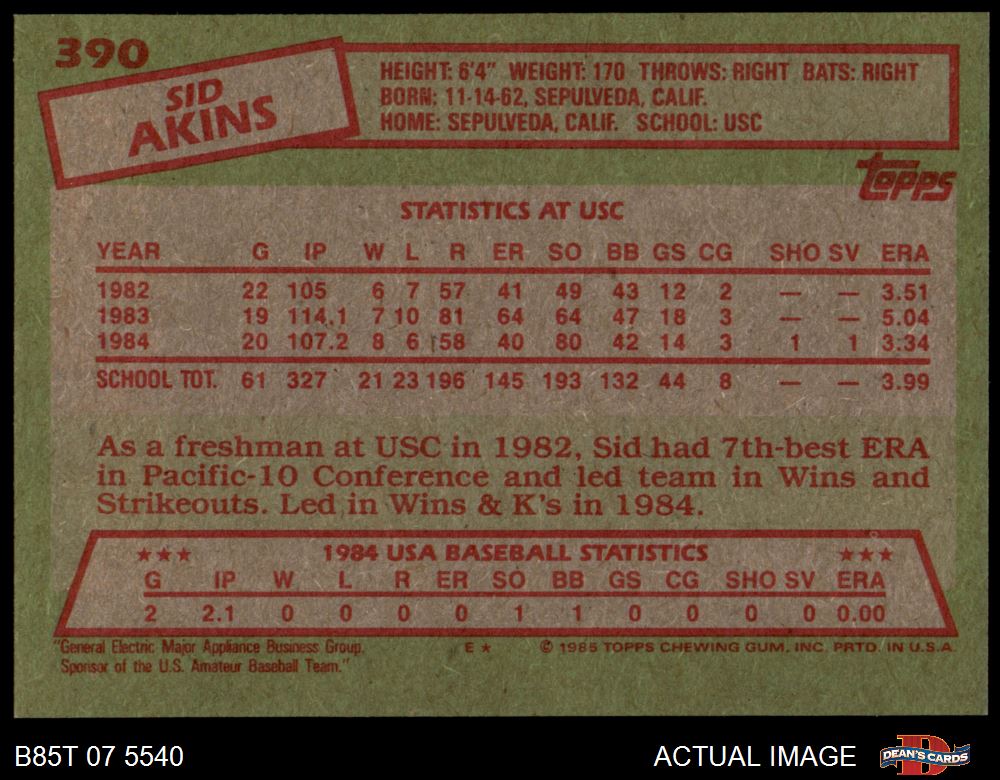 390
SID
AKINS
HEIGHT: 6'4" WEIGHT: 170 THROWS: RIGHT BATS: RIGHT
BORN: 11-14-62, SEPULVEDA, CALIF.
HOME: SEPULVEDA, CALIF. SCHOOL: USC
topps
STATISTICS AT USC
YEAR G IP W L R ER SO BB GS CG SHO SV ERA
1982 22 105 6 7 57 41 49 43 12 2 — — 3.51
1983 19 114.1 7 10 81 64 64 47 18 3 — — 5.04
1984 20 107.2 8 6 58 40 80 42 14 3 1 1 3:34
SCHOOL TOT. 61 327 21 23 196 145 193 132 44 8 — — 3.99
As a freshman at USC in 1982, Sid had 7th-best ERA
in Pacific-10 Conference and led team in Wins and
Strikeouts. Led in Wins & K's in 1984.
★★★ 1984 USA BASEBALL STATISTICS ★★★
G IP W L R ER SO BB GS CG SHO SV ERA
2 2.1 0 0 0 0 1 1 0 0 0 0 0.00
"General Electric Major Appliance Business Group.
Sponsor of the U.S. Amateur Baseball Team."
E ★ © 1985 TOPPS CHEWING GUM, INC. PRTD. IN U.S.A.
B85T 07 5540 ACTUAL IMAGE DEAN'S CARDS